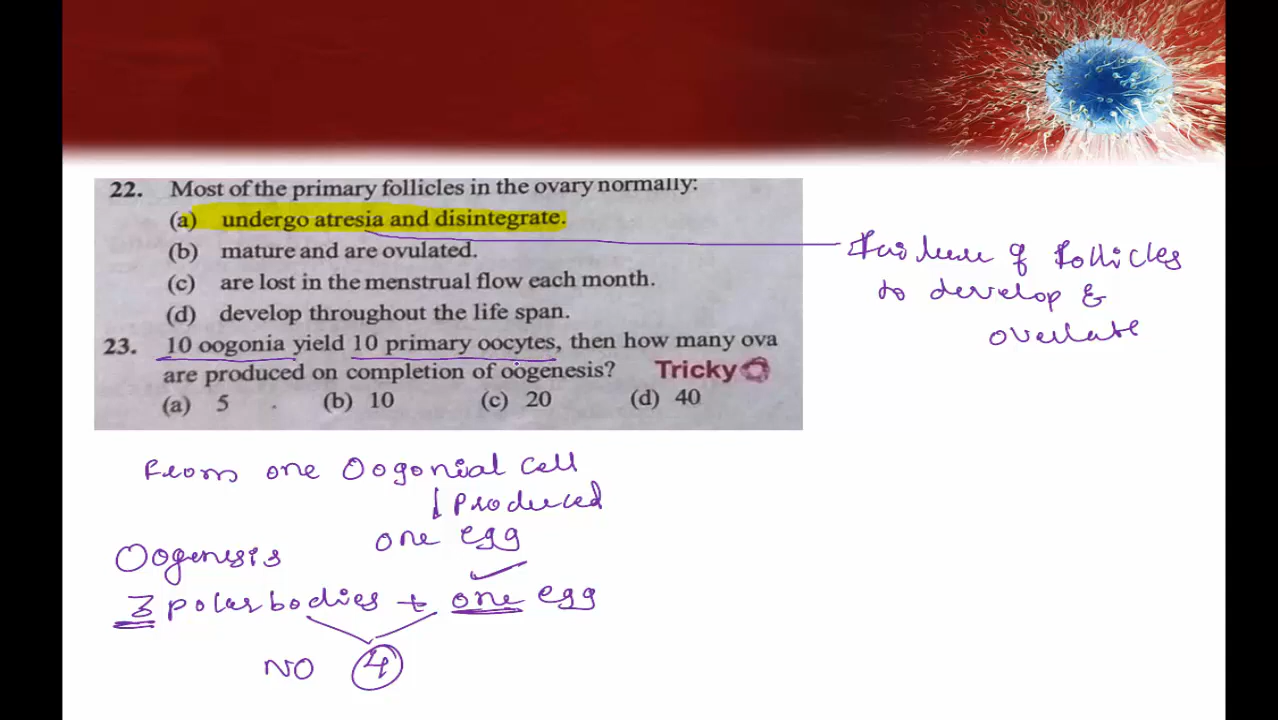 22. Most of the primary follicles in the ovary normally:
(a) undergo atresia and disintegrate.
(b) mature and are ovulated.
(c) are lost in the menstrual flow each month.
(d) develop throughout the life span.
23. 10 oogonia yield 10 primary oocytes, then how many ova
are produced on completion of oogenesis? Tricky Q
(a) 5 (b) 10 (c) 20 (d) 40
Failure of follicles
to develop &
ovulate
From one Oogonial cell
↓ Produced
one egg
Oogenesis
3 polar bodies + one egg
NO 4